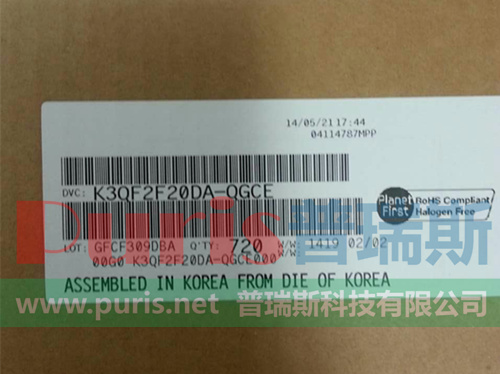 14/05/21 17:44
04114787MPP
DVC: K3QF2F20DA-QGCE
Planet First
RoHS Compliant
Halogen Free
Puris 普瑞斯
LOT: GFCF309DBA Q'TY: 720 W/W: 1419 02/02
00G0 K3QF2F20DA-QGCE000 W/W:
ASSEMBLED IN KOREA FROM DIE OF KOREA
www.puris.net 普瑞斯科技有限公司